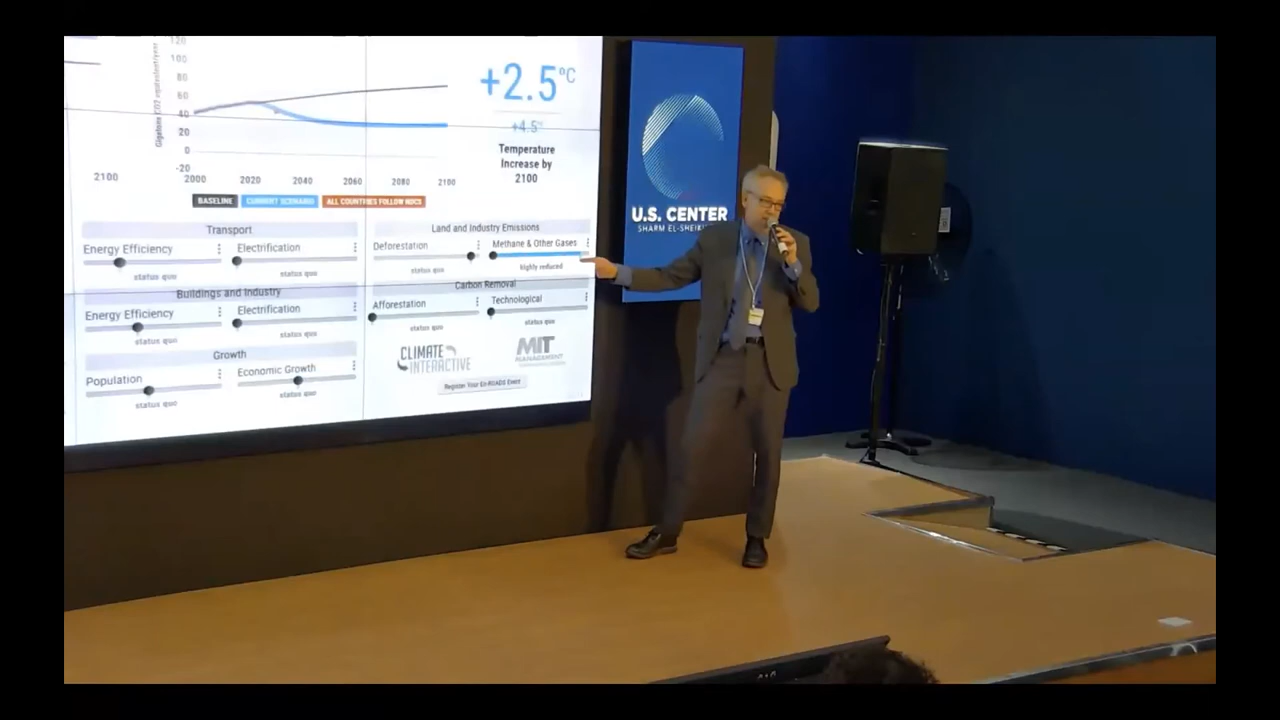 120
100
80
60
40
20
0
-20
Gigatons CO2 equivalent/year
2100
2000 2020 2040 2060 2080 2100
+2.5°C
+4.5°C
Temperature
Increase by
2100
BASELINE CURRENT SCENARIO ALL COUNTRIES FOLLOW NDCS
Transport
Energy Efficiency Electrification
status quo status quo
Buildings and Industry
Energy Efficiency Electrification
status quo status quo
Growth
Population Economic Growth
status quo status quo
Land and Industry Emissions
Deforestation Methane & Other Gases
status quo highly reduced
Carbon Removal
Afforestation Technological
status quo status quo
CLIMATE
INTERACTIVE
MIT
MANAGEMENT
Register Your En-ROADS Event
U.S. CENTER